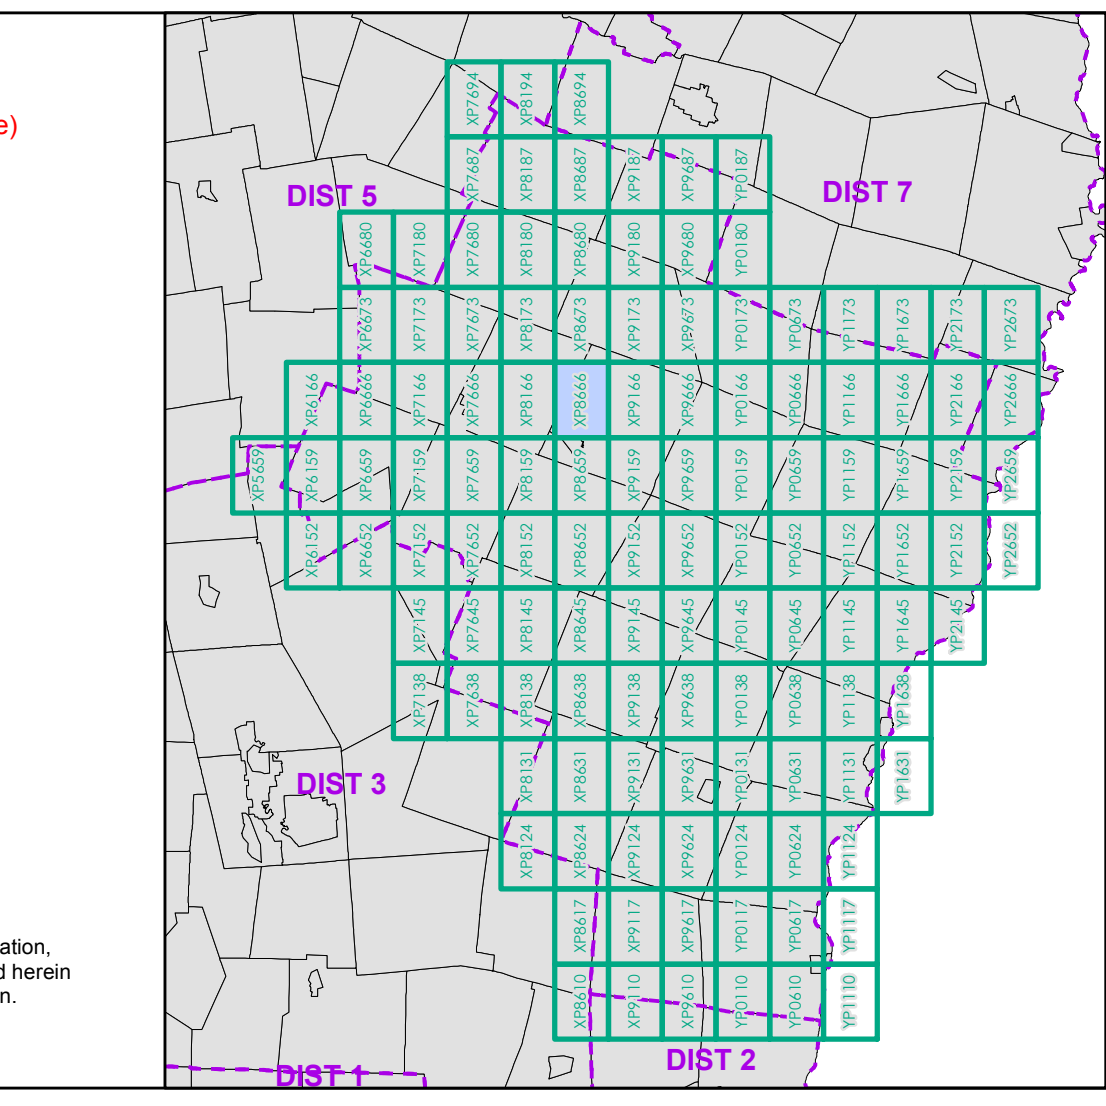 e)
XP7694 XP8194 XP8694
XP7687 XP8187 XP8687 XP9187 XP9687 YP0187
DIST 5
DIST 7
XP6680 XP7180 XP7680 XP8180 XP8680 XP9180 XP9680 YP0180
XP6673 XP7173 XP7673 XP8173 XP8673 XP9173 XP9673 YP0173 YP0673 YP1173 YP1673 YP2173 YP2673
XP6166 XP6666 XP7166 XP7666 XP8166 XP8666 XP9166 XP9666 YP0166 YP0666 YP1166 YP1666 YP2166 YP2666
XP5659 XP6159 XP6659 XP7159 XP7659 XP8159 XP8659 XP9159 XP9659 YP0159 YP0659 YP1159 YP1659 YP2159 YP2659
XP6152 XP6652 XP7152 XP7652 XP8152 XP8652 XP9152 XP9652 YP0152 YP0652 YP1152 YP1652 YP2152 YP2652
XP7145 XP7645 XP8145 XP8645 XP9145 XP9645 YP0145 YP0645 YP1145 YP1645 YP2145
XP7138 XP7638 XP8138 XP8638 XP9138 XP9638 YP0138 YP0638 YP1138 YP1638
XP8131 XP8631 XP9131 XP9631 YP0131 YP0631 YP1131 YP1631
DIST 3
XP8124 XP8624 XP9124 XP9624 YP0124 YP0624 YP1124
XP8617 XP9117 XP9617 YP0117 YP0617 YP1117
ation,
d herein
n.
XP8610 XP9110 XP9610 YP0110 YP0610 YP1110
DIST 2
DIST 1